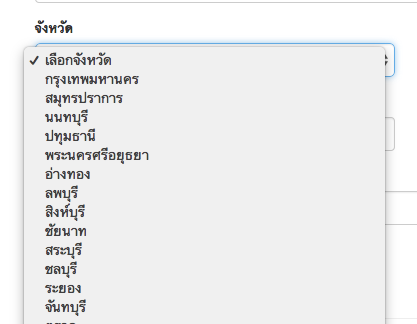 จังหวัด
เลือกจังหวัด
กรุงเทพมหานคร
สมุทรปราการ
นนทบุรี
ปทุมธานี
พระนครศรีอยุธยา
อ่างทอง
ลพบุรี
สิงห์บุรี
ชัยนาท
สระบุรี
ชลบุรี
ระยอง
จันทบุรี